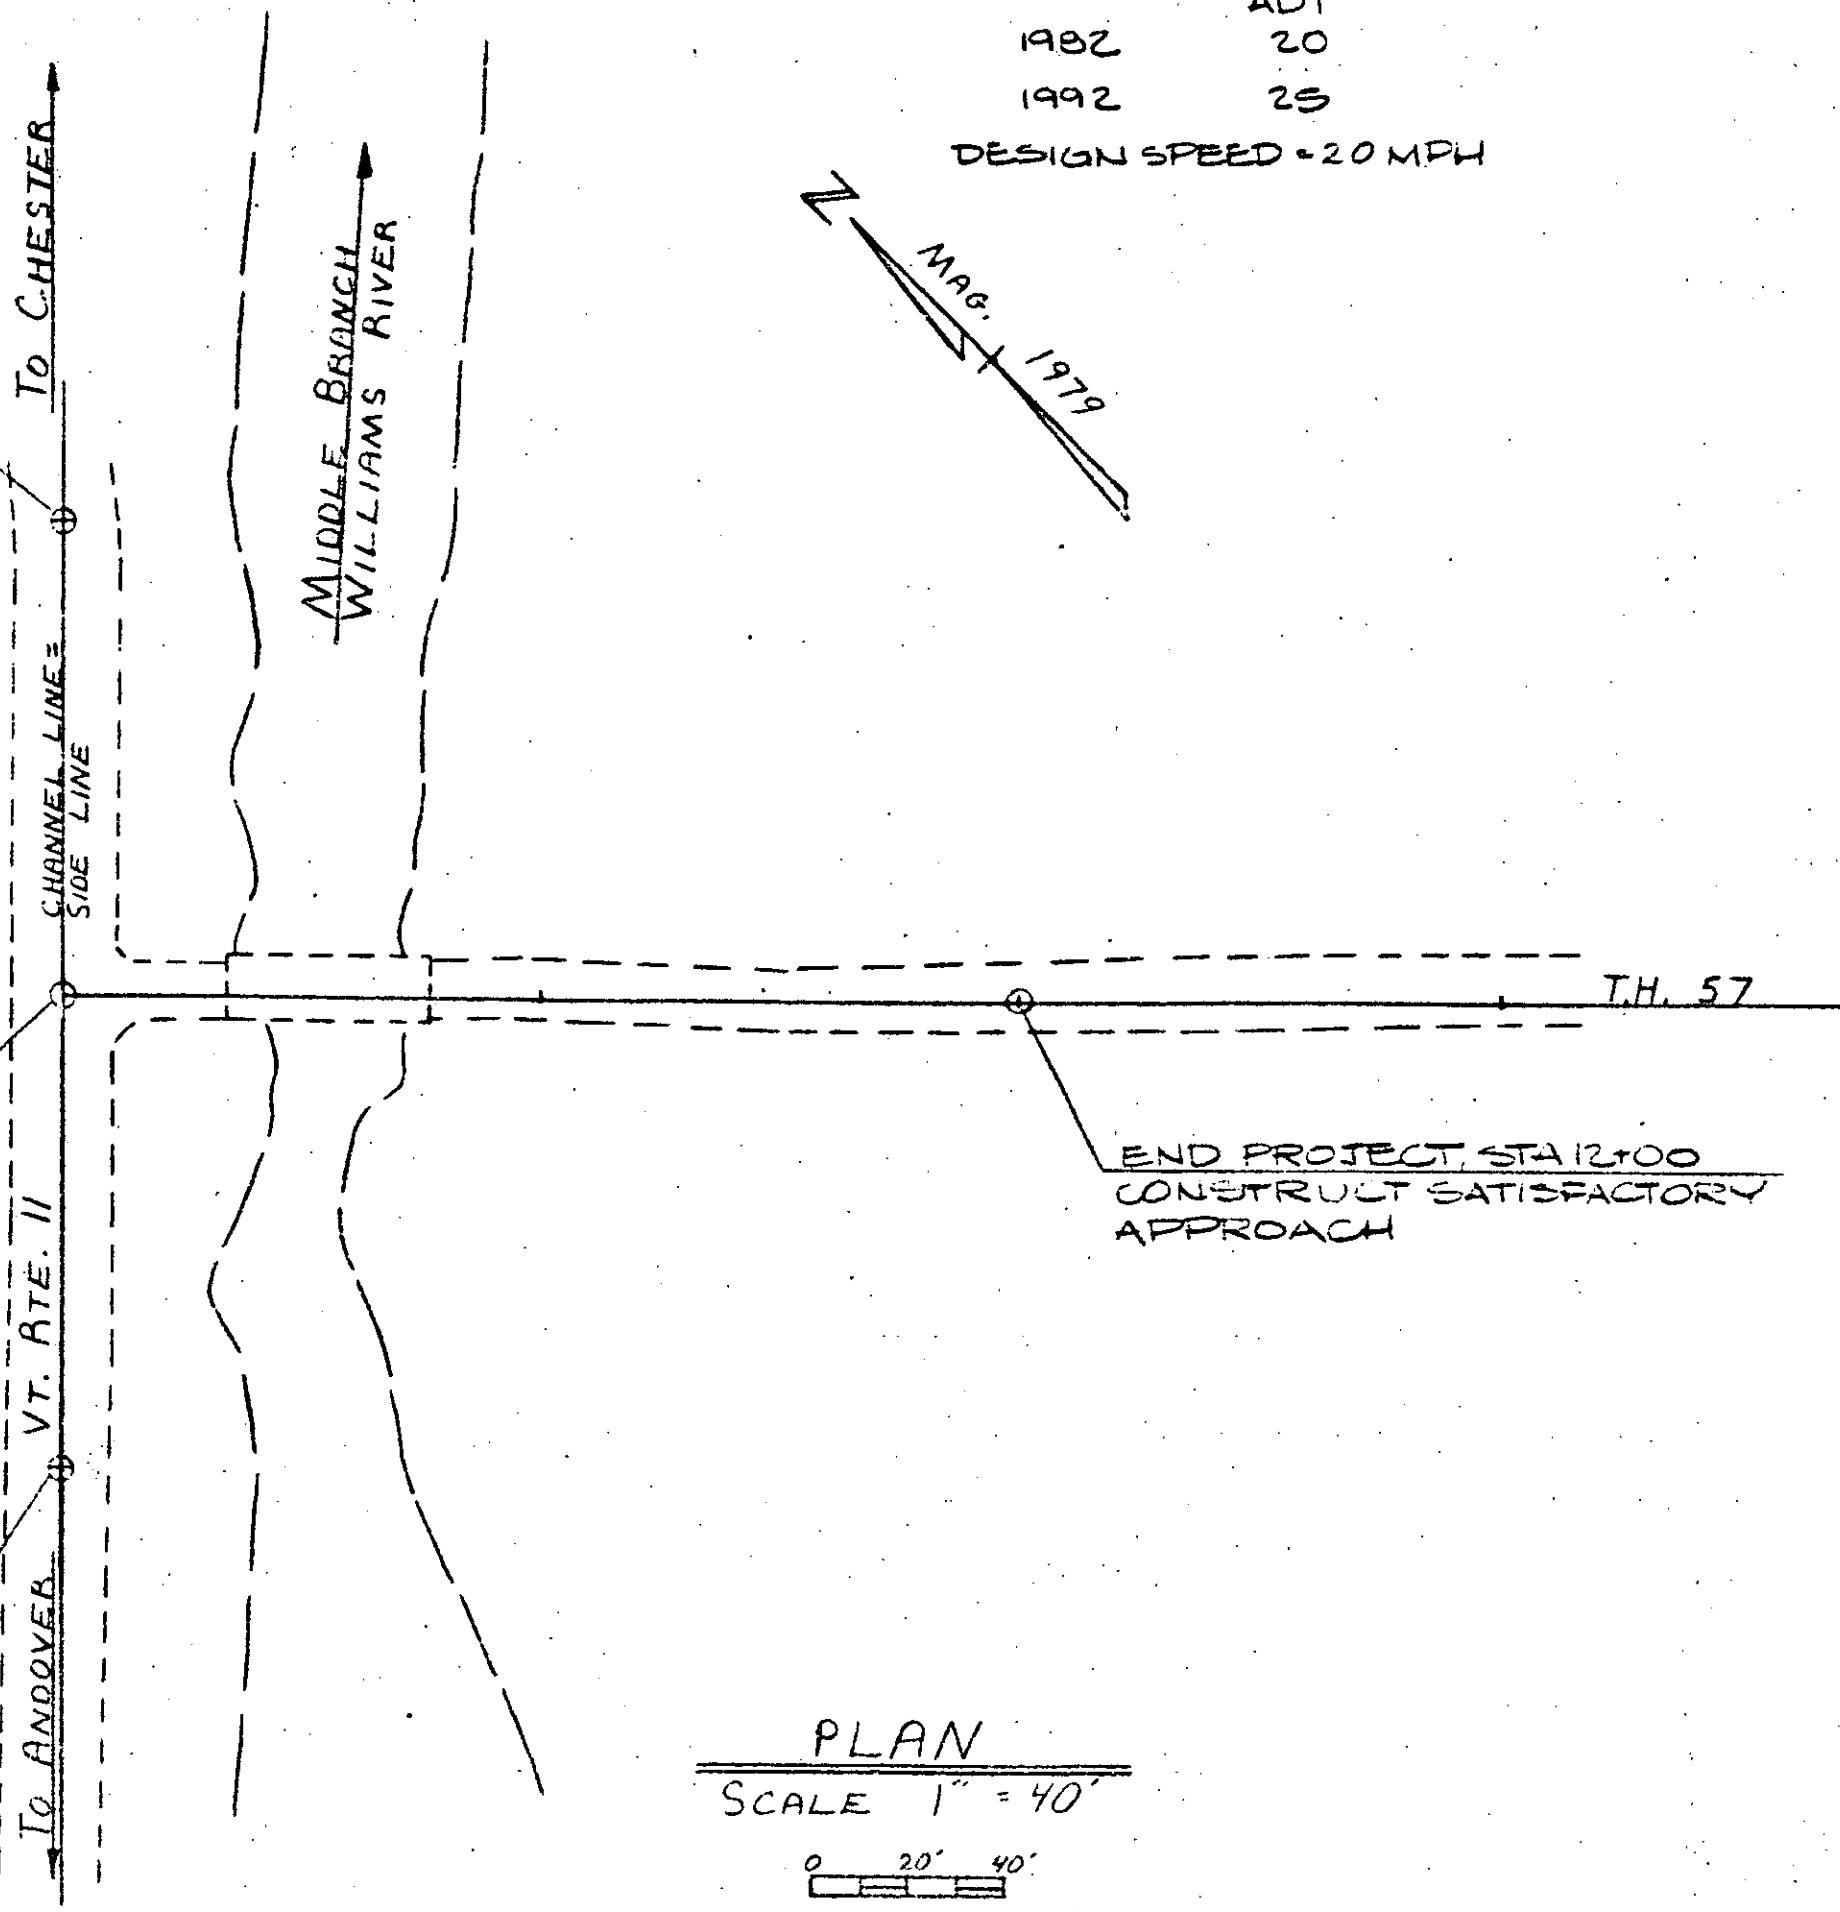 ADT
1982 20
1992 25
DESIGN SPEED = 20 MPH
To CHESTER
MIDDLE BRANCH
WILLIAMS RIVER
N
MAG. 1979
CHANNEL LINE =
SIDE LINE
T.H. 57
END PROJECT, STA 12+00
CONSTRUCT SATISFACTORY
APPROACH
VT. RTE. 11
To ANDOVER
PLAN
SCALE 1" = 40'
0 20' 40'